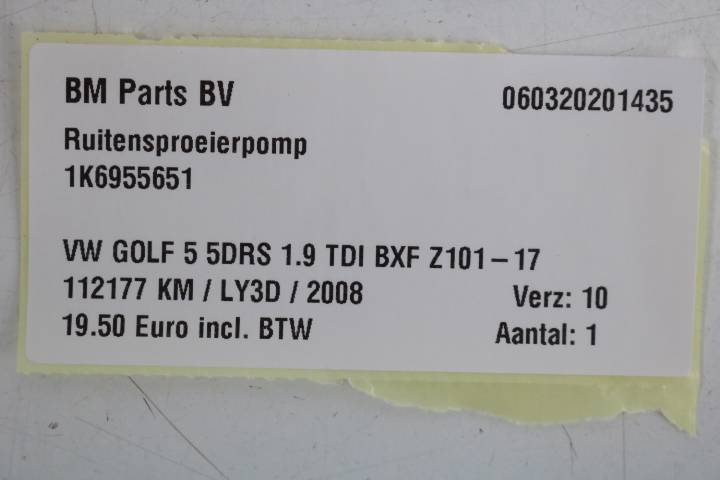 BM Parts BV 060320201435
Ruitensproeierpomp
1K6955651
VW GOLF 5 5DRS 1.9 TDI BXF Z101-17
112177 KM / LY3D / 2008 Verz: 10
19.50 Euro incl. BTW Aantal: 1